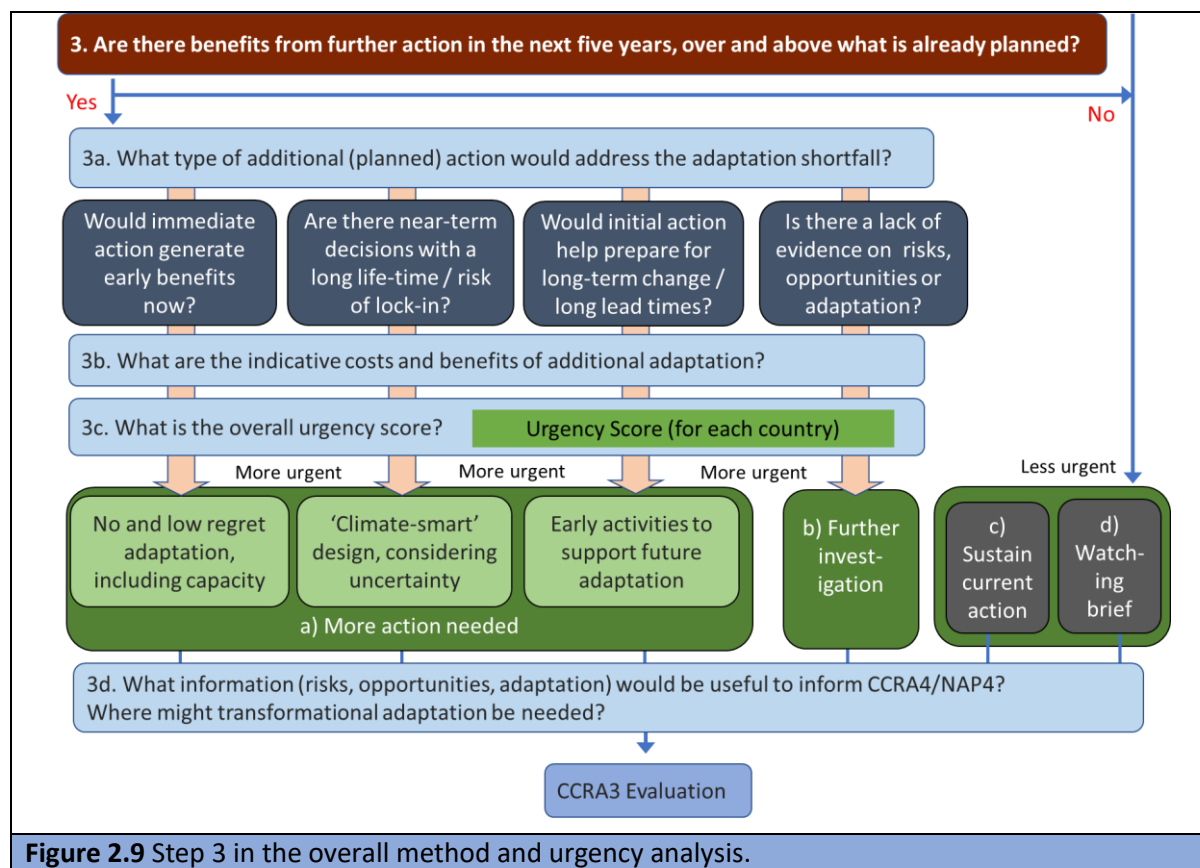 3. Are there benefits from further action in the next five years, over and above what is already planned?
Yes
No
3a. What type of additional (planned) action would address the adaptation shortfall?
Would immediate
action generate
early benefits
now?
Are there near-term
decisions with a
long life-time / risk
of lock-in?
Would initial action
help prepare for
long-term change /
long lead times?
Is there a lack of
evidence on risks,
opportunities or
adaptation?
3b. What are the indicative costs and benefits of additional adaptation?
3c. What is the overall urgency score?
Urgency Score (for each country)
More urgent
More urgent
More urgent
Less urgent
No and low regret
adaptation,
including capacity
‘Climate-smart’
design, considering
uncertainty
Early activities to
support future
adaptation
a) More action needed
b) Further
invest-
igation
c)
Sustain
current
action
d)
Watch-
ing
brief
3d. What information (risks, opportunities, adaptation) would be useful to inform CCRA4/NAP4?
Where might transformational adaptation be needed?
CCRA3 Evaluation
Figure 2.9 Step 3 in the overall method and urgency analysis.